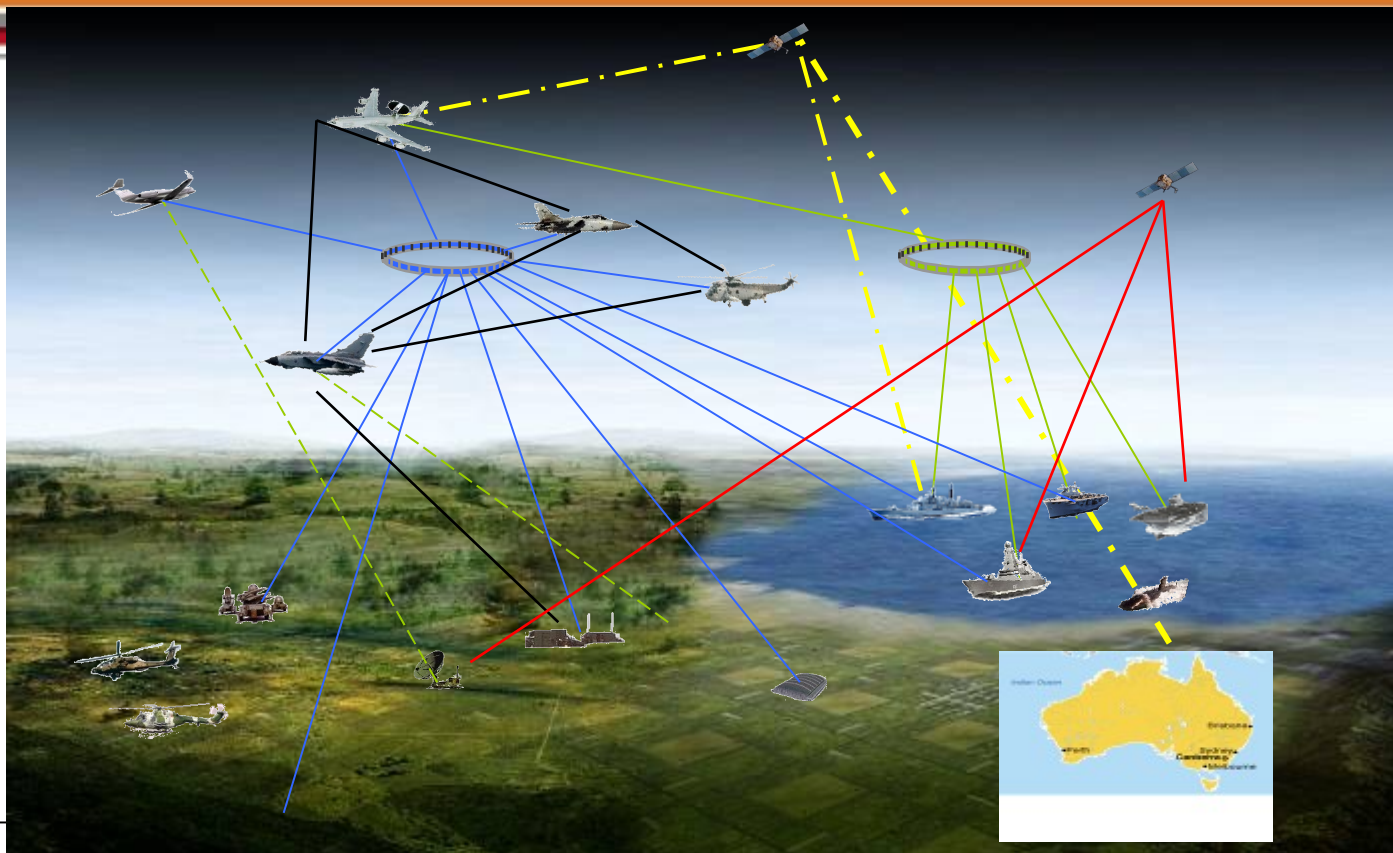 Indian Ocean
Brisbane
Perth
Sydney
Canberra
Melbourne